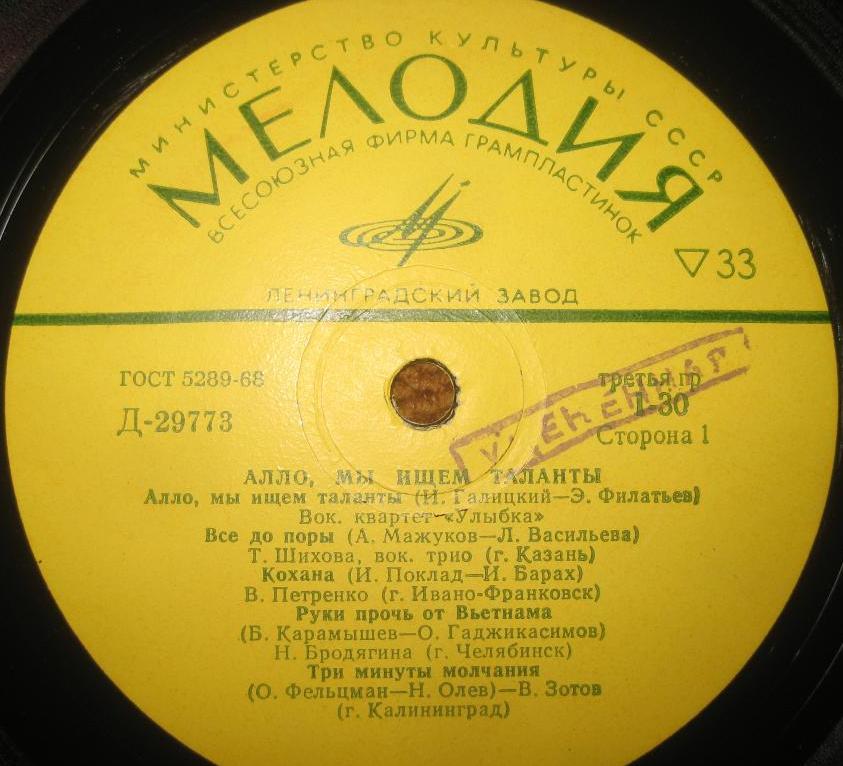 МИНИСТЕРСТВО КУЛЬТУРЫ СССР
МЕЛОДИЯ
ВСЕСОЮЗНАЯ ФИРМА ГРАМПЛАСТИНОК
▽33
ЛЕНИНГРАДСКИЙ ЗАВОД
ГОСТ 5289-68
третья гр
Д-29773
1-30
Сторона 1
АЛЛО, МЫ ИЩЕМ ТАЛАНТЫ
Алло, мы ищем таланты (И. Галицкий—Э. Филатьев)
Вок. квартет «Улыбка»
Все до поры (А. Мажуков—Л. Васильева)
Т. Шихова, вок. трио (г. Казань)
Кохана (И. Поклад—И. Барах)
В. Петренко (г. Ивано-Франковск)
Руки прочь от Вьетнама
(Б. Карамышев—О. Гаджикасимов)
Н. Бродягина (г. Челябинск)
Три минуты молчания
(О. Фельцман—Н. Олев)—В. Зотов
(г. Калининград)